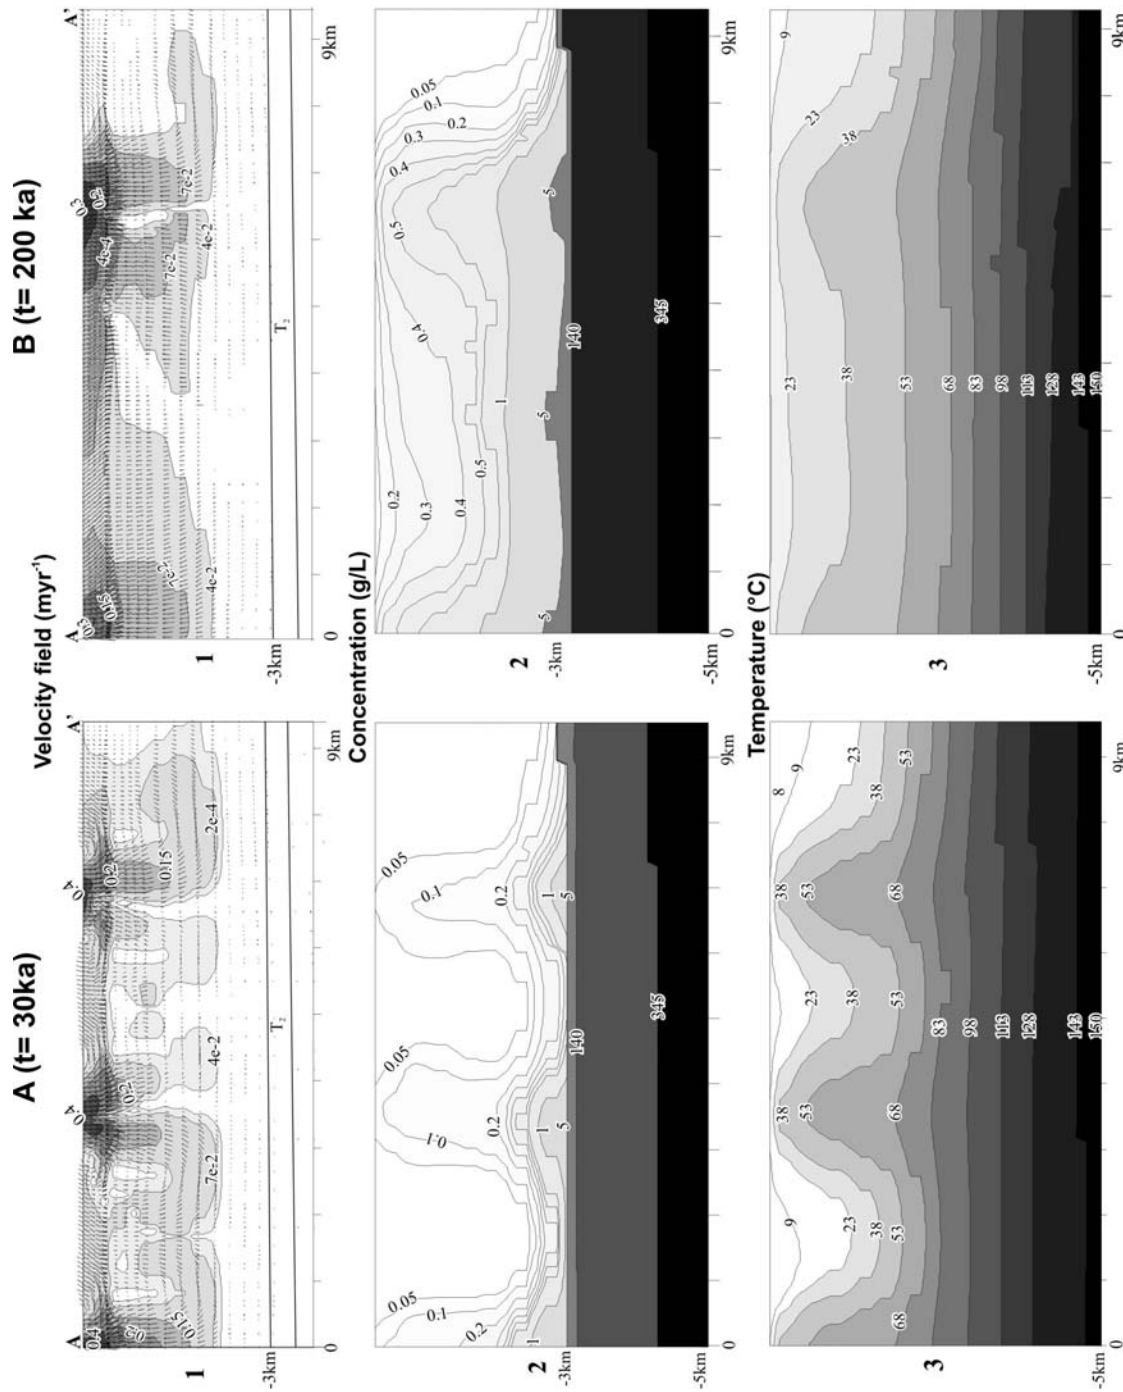 A (t= 30ka)
B (t= 200 ka)
Velocity field (myr⁻¹)
A
0.4
0.2
0.15
7e-2
0.4
0.2
4e-2
0.4
0.2
0.15
2e-4
A'
T₂
1
-3km
0
9km
A
0.3
0.15
7e-2
4e-2
4e-4
0.3
0.2
7e-2
7e-2
4e-2
A'
T₂
1
-3km
0
9km
Concentration (g/L)
0.05
0.1
0.2
1
0.1
0.2
1
5
0.05
0.05
0.1
0.2
1
5
140
345
2
-3km
-5km
0
9km
0.2
0.3
0.4
0.5
1
5
5
0.4
0.5
0.4
0.3
0.2
0.1
0.05
5
5
140
345
2
-3km
-5km
0
9km
Temperature (°C)
9
23
38
53
68
38
53
68
23
38
53
83
98
113
128
143
150
38
53
68
8
9
23
38
53
3
-5km
0
9km
23
38
53
68
83
98
113
128
143
150
9
23
38
3
-5km
0
9km